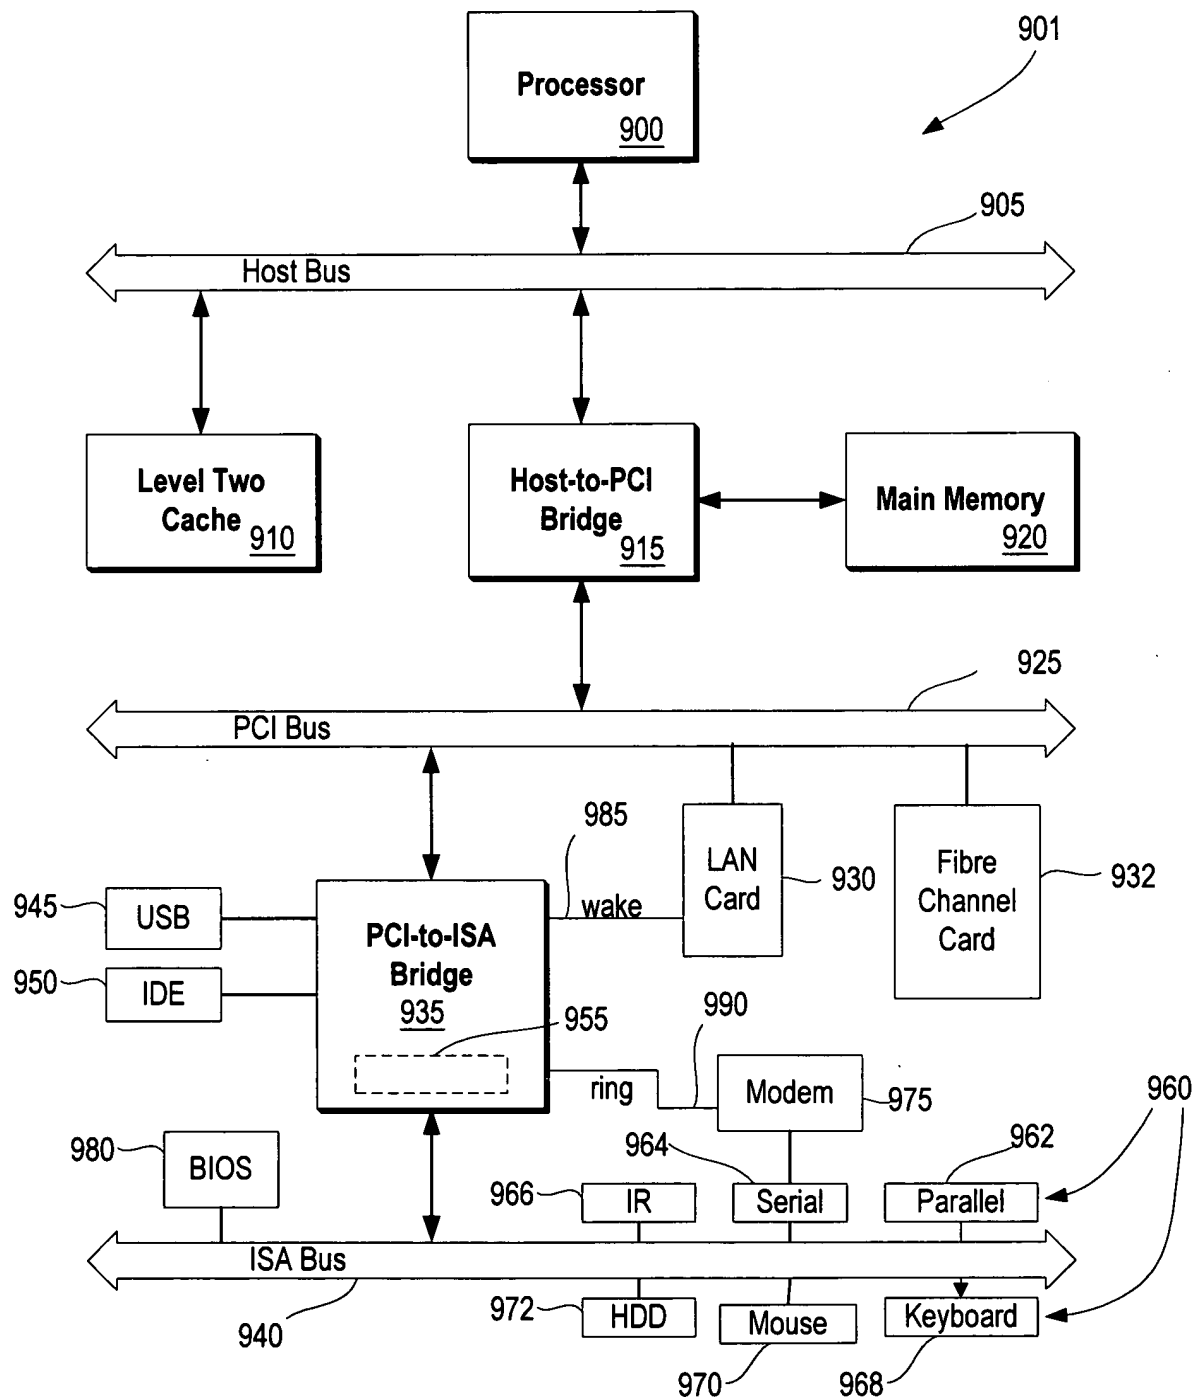 901
Processor
900
905
Host Bus
Level Two
Cache
910
Host-to-PCI
Bridge
915
Main Memory
920
925
PCI Bus
985
LAN
Card
930
Fibre
Channel
Card
932
945
USB
wake
950
IDE
PCI-to-ISA
Bridge
935
955
990
ring
Modem
975
960
980
BIOS
964
962
966
IR
Serial
Parallel
ISA Bus
940
972
HDD
Mouse
Keyboard
970
968